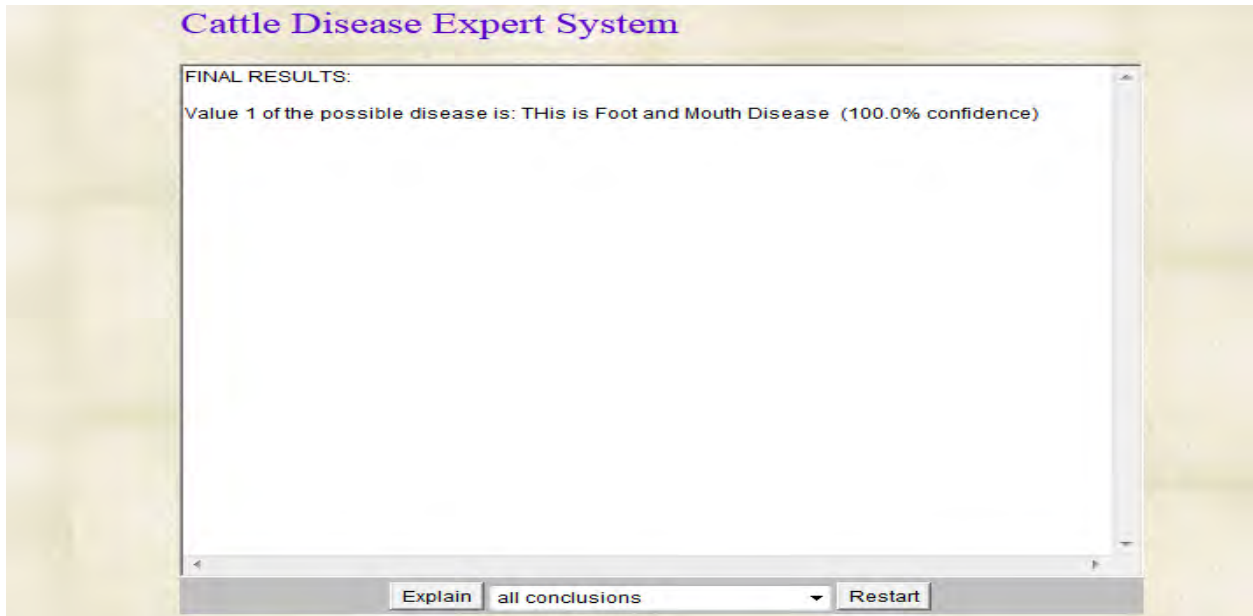 Cattle Disease Expert System
FINAL RESULTS:
Value 1 of the possible disease is: THis is Foot and Mouth Disease (100.0% confidence)
Explain all conclusions Restart